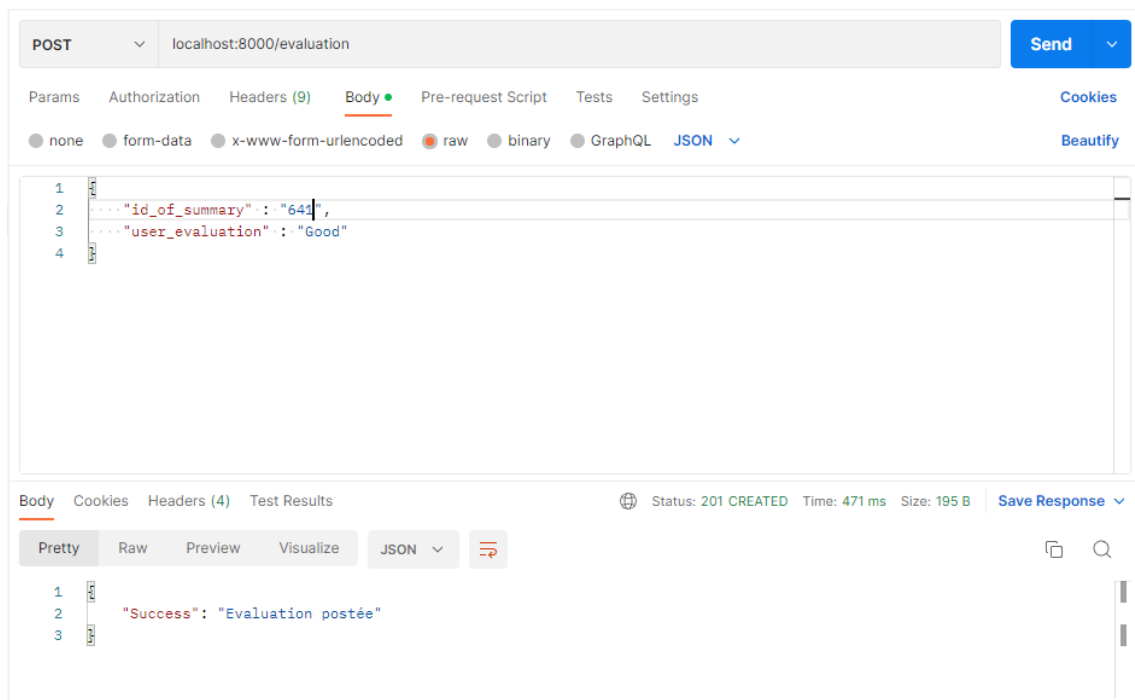 POST localhost:8000/evaluation Send
Params Authorization Headers (9) Body Pre-request Script Tests Settings Cookies
none form-data x-www-form-urlencoded raw binary GraphQL JSON Beautify
1 {
2 ····"id_of_summary"·:·"641",
3 ····"user_evaluation"·:·"Good"
4 }
Body Cookies Headers (4) Test Results Status: 201 CREATED Time: 471 ms Size: 195 B Save Response
Pretty Raw Preview Visualize JSON
1 {
2 "Success": "Evaluation postée"
3 }